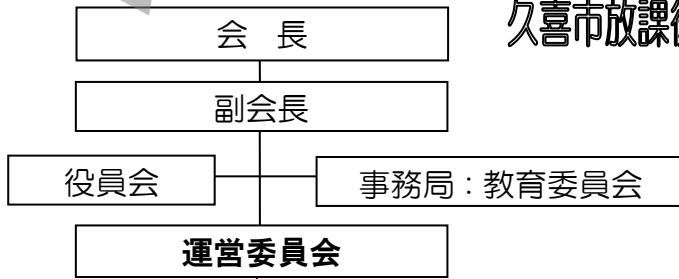 久喜市放課後
会　長
副会長
役員会
事務局：教育委員会
運営委員会